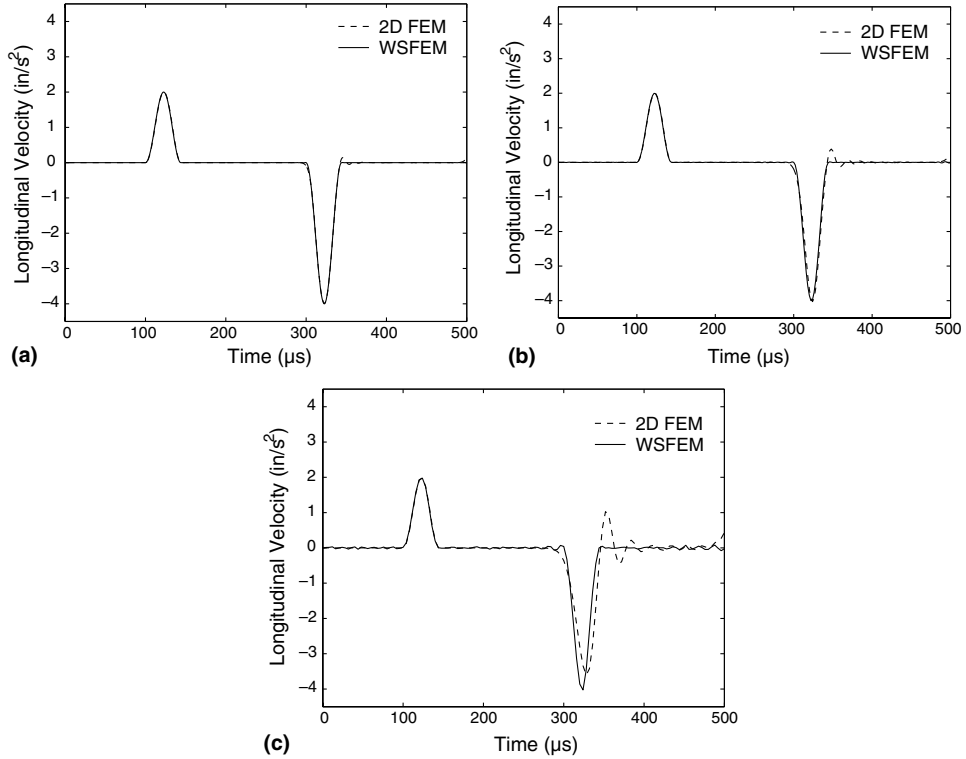 4
3
2
1
0
–1
–2
–3
–4
Longitudinal Velocity (in/s²)
2D FEM
WSFEM
0 100 200 300 400 500
Time (µs)
(a)
4
3
2
1
0
–1
–2
–3
–4
Longitudinal Velocity (in/s²)
2D FEM
WSFEM
0 100 200 300 400 500
Time (µs)
(b)
4
3
2
1
0
–1
–2
–3
–4
Longitudinal Velocity (in/s²)
2D FEM
WSFEM
0 100 200 300 400 500
Time (µs)
(c)